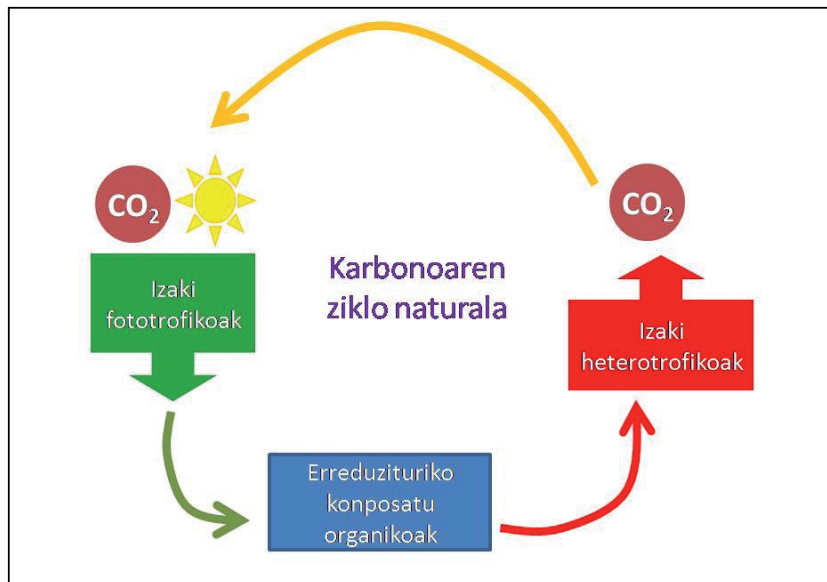 CO₂
CO₂
Izaki
fototrofikoak
Karbonoaren
ziklo naturala
Izaki
heterotrofikoak
Erreduzituriko
konposatu
organikoak